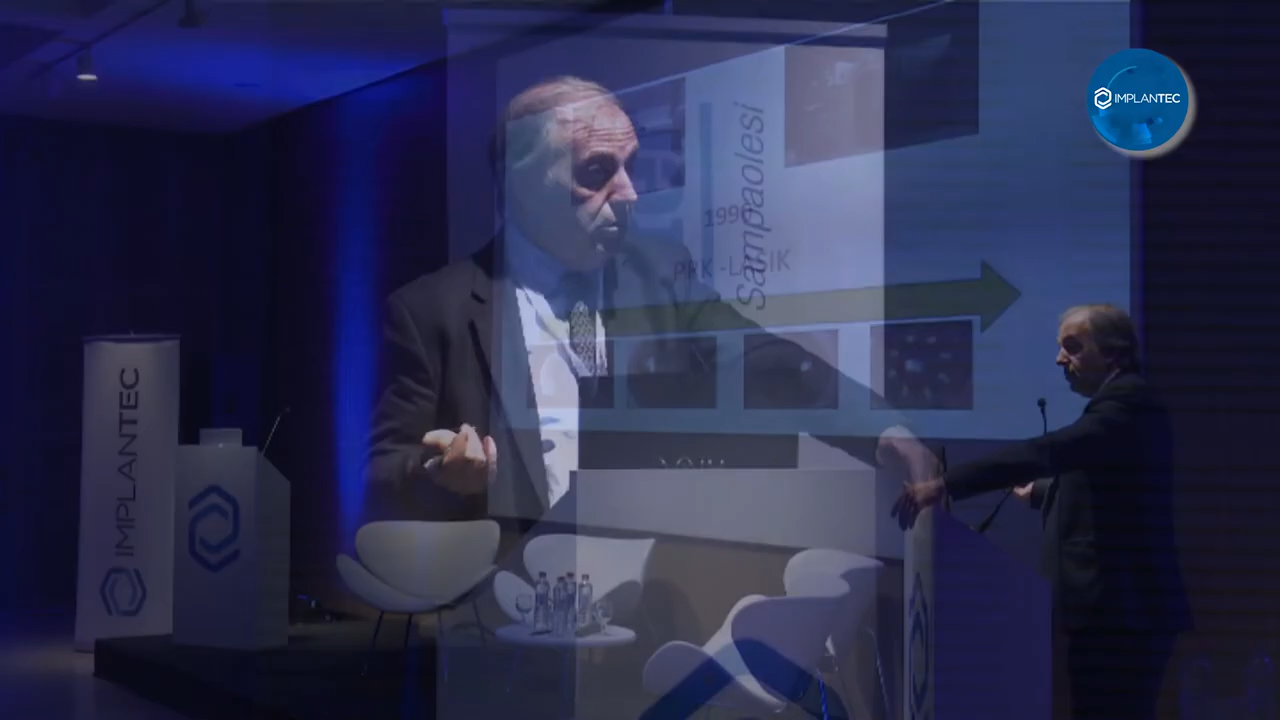 IMPLANTEC
Sampaolesi
1990
PRK -LASIK
IMPLANTEC